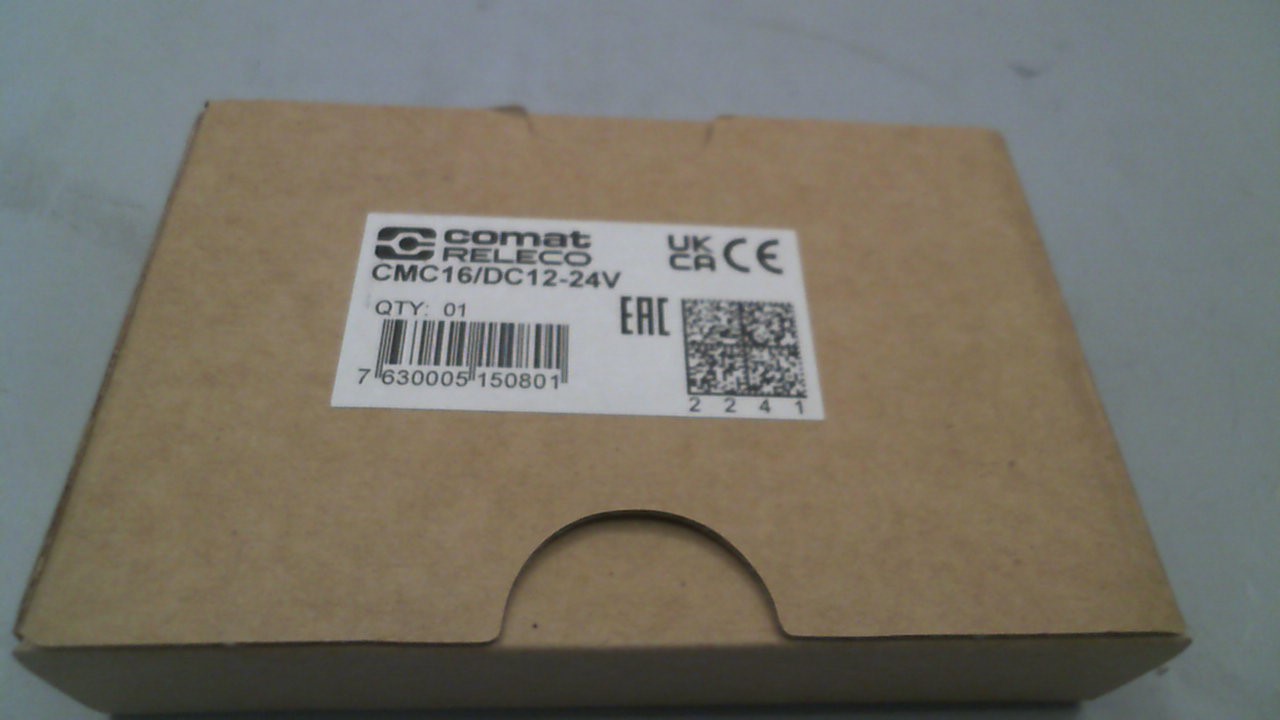 comat
RELECO
CMC16/DC12-24V
UK
CA
CE
QTY: 01
EAC
7 630005 150801
2 2 4 1